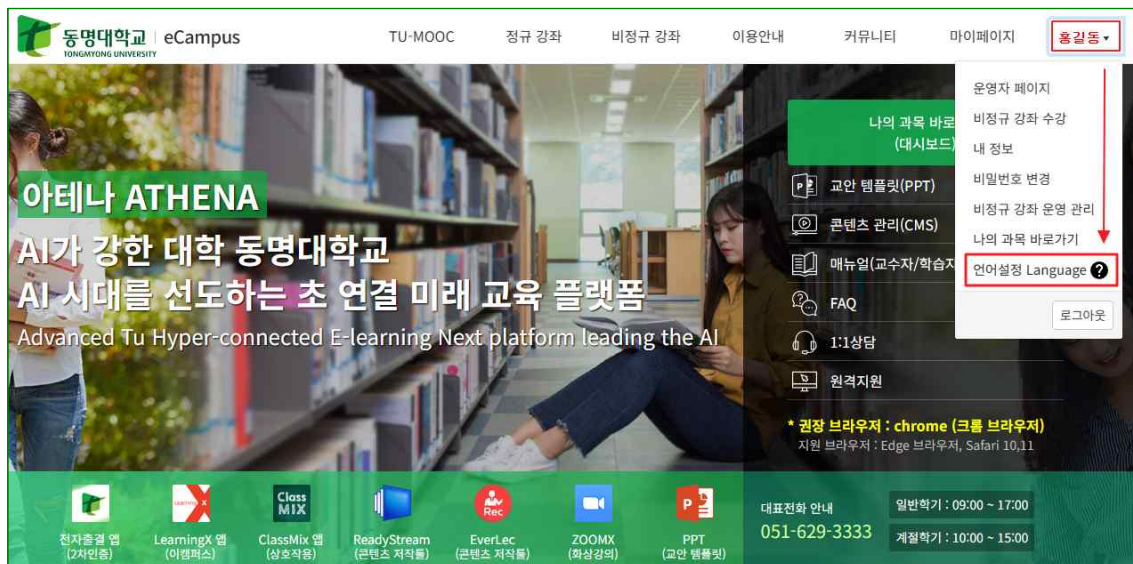 동명대학교 eCampus
TONGMYONG UNIVERSITY
TU-MOOC 정규 강좌 비정규 강좌 이용안내 커뮤니티 마이페이지 홍길동
운영자 페이지
비정규 강좌 수강
내 정보
비밀번호 변경
비정규 강좌 운영 관리
나의 과목 바로가기
언어설정 Language ?
로그아웃
나의 과목 바로
(대시보드)
교안 템플릿(PPT)
콘텐츠 관리(CMS)
매뉴얼(교수자/학습자
FAQ
1:1상담
원격지원
* 권장 브라우저 : chrome (크롬 브라우저)
지원 브라우저 : Edge 브라우저, Safari 10,11
아테나 ATHENA
AI가 강한 대학 동명대학교
AI 시대를 선도하는 초 연결 미래 교육 플랫폼
Advanced Tu Hyper-connected E-learning Next platform leading the AI
전자출결 앱
(2차인증)
LearningX 앱
(이캠퍼스)
Class MIX
ClassMix 앱
(상호작용)
ReadyStream
(콘텐츠 저작툴)
Rec
EverLec
(콘텐츠 저작툴)
ZOOMX
(화상강의)
PPT
(교안 템플릿)
대표전화 안내
051-629-3333
일반학기 : 09:00 ~ 17:00
계절학기 : 10:00 ~ 15:00